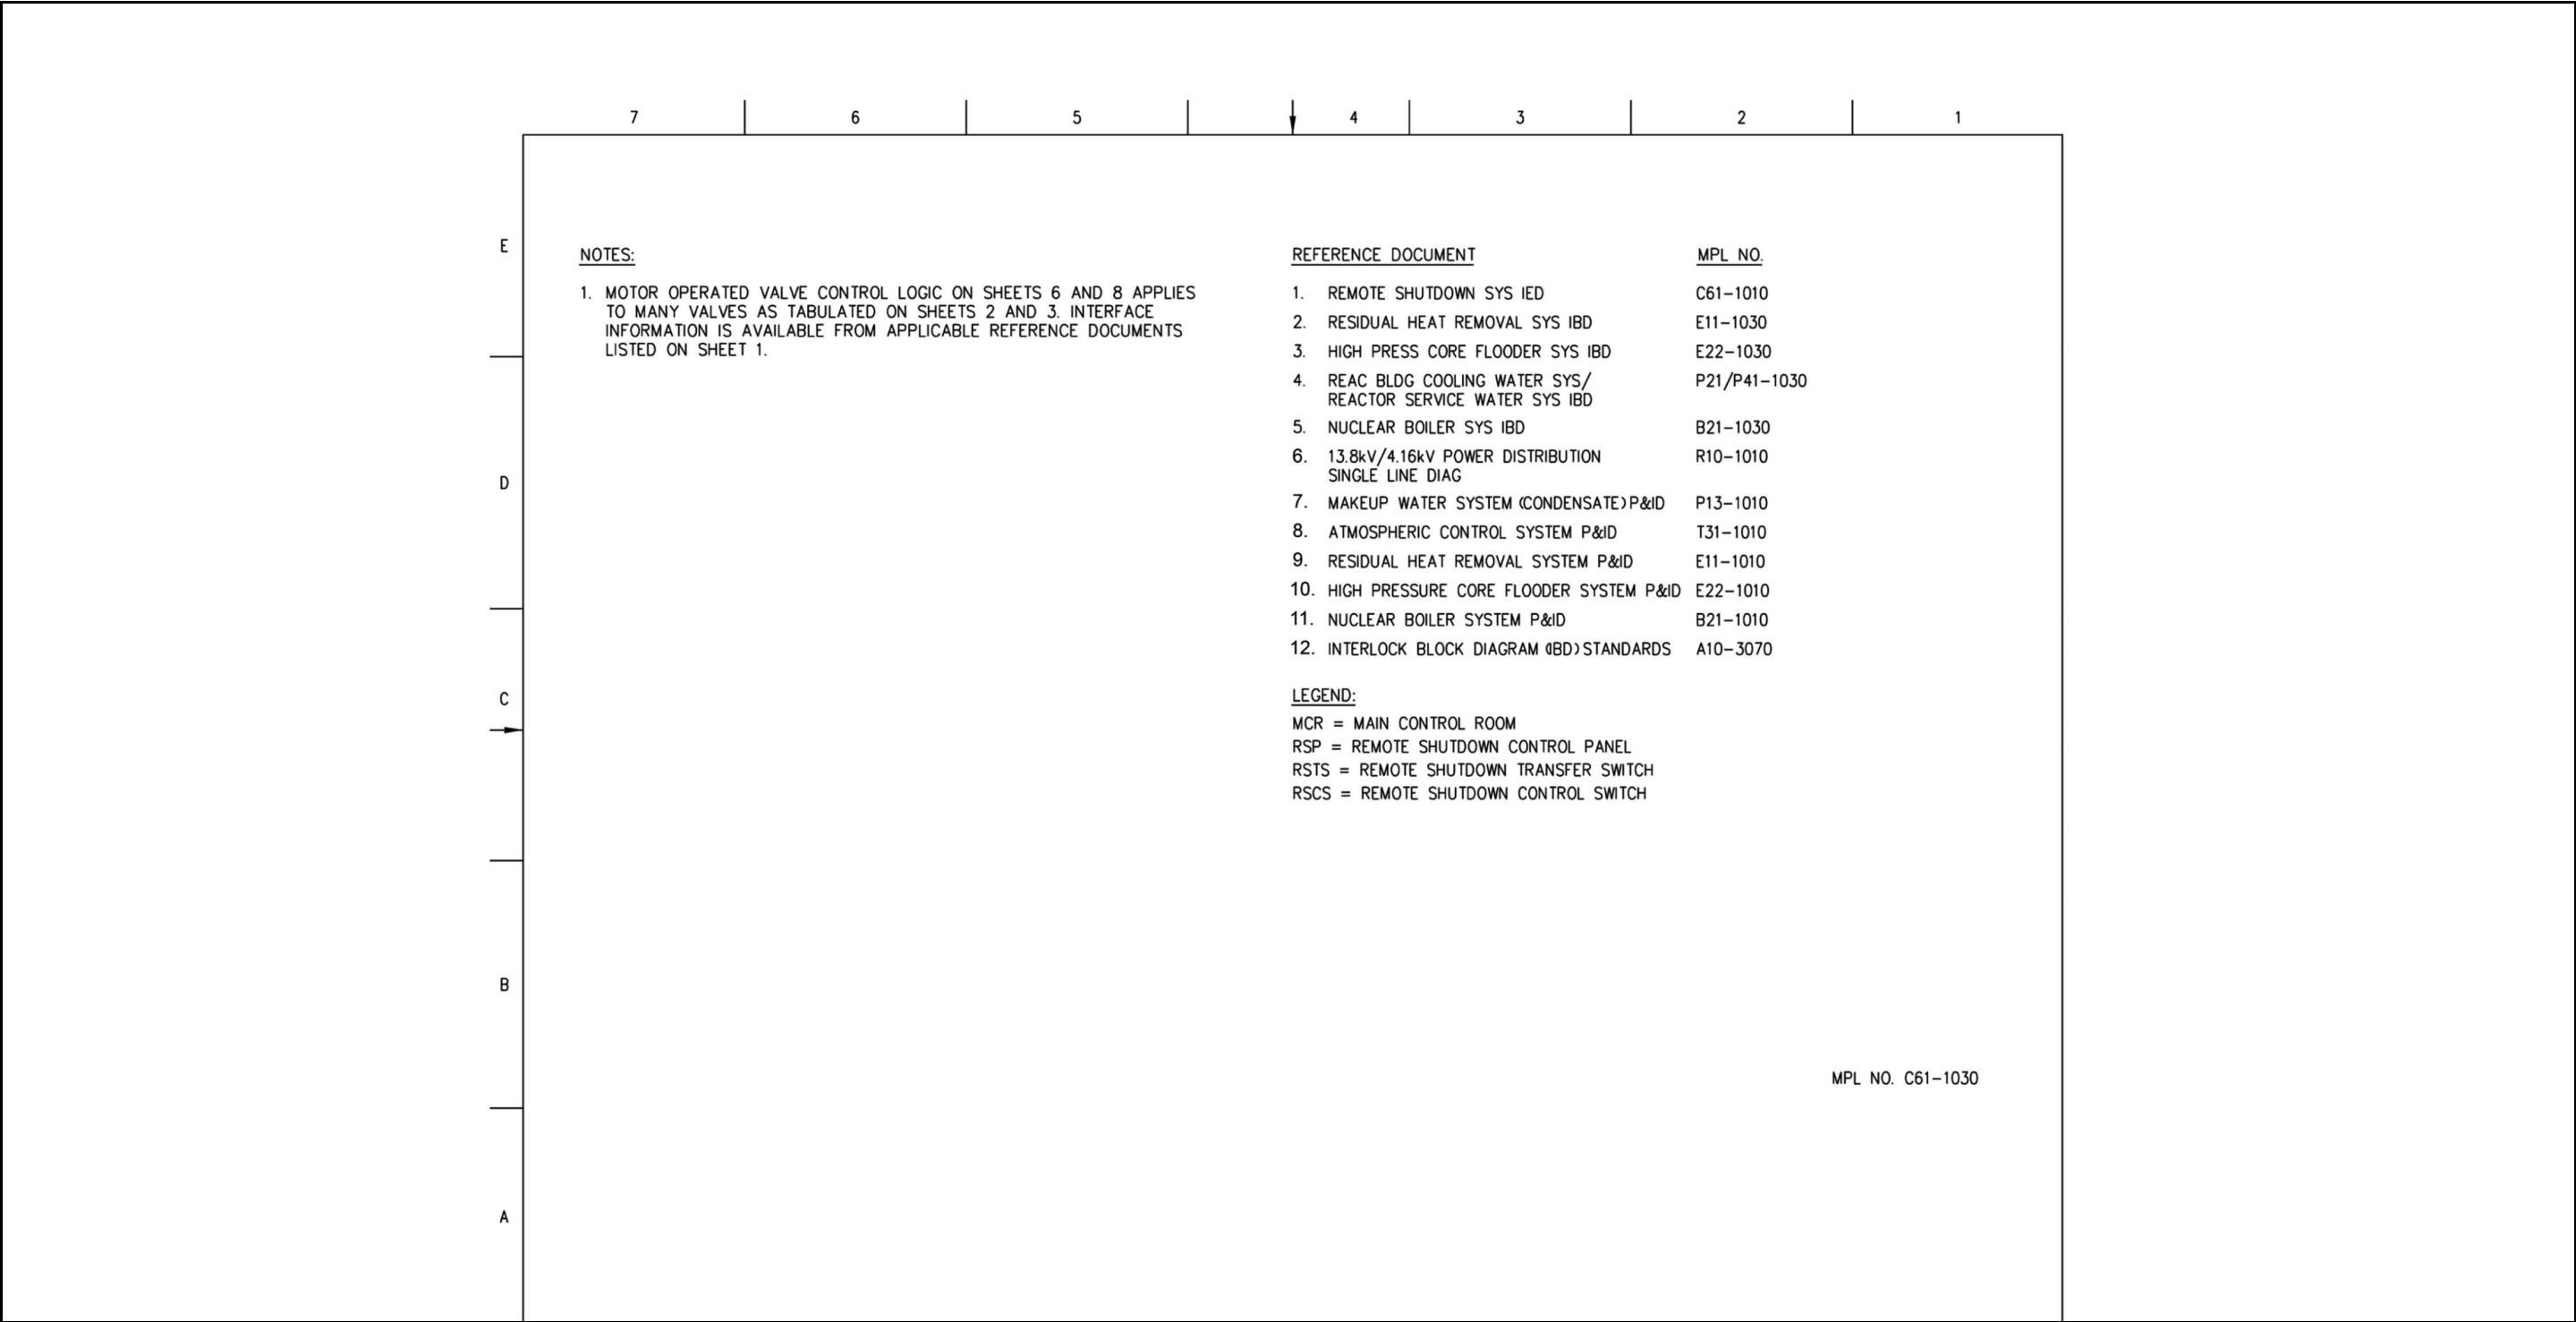 7 6 5 4 3 2 1
E
D
C
B
A
NOTES:
1. MOTOR OPERATED VALVE CONTROL LOGIC ON SHEETS 6 AND 8 APPLIES
TO MANY VALVES AS TABULATED ON SHEETS 2 AND 3. INTERFACE
INFORMATION IS AVAILABLE FROM APPLICABLE REFERENCE DOCUMENTS
LISTED ON SHEET 1.
REFERENCE DOCUMENT MPL NO.
1. REMOTE SHUTDOWN SYS IED C61-1010
2. RESIDUAL HEAT REMOVAL SYS IBD E11-1030
3. HIGH PRESS CORE FLOODER SYS IBD E22-1030
4. REAC BLDG COOLING WATER SYS/ P21/P41-1030
REACTOR SERVICE WATER SYS IBD
5. NUCLEAR BOILER SYS IBD B21-1030
6. 13.8kV/4.16kV POWER DISTRIBUTION R10-1010
SINGLE LINE DIAG
7. MAKEUP WATER SYSTEM (CONDENSATE) P&ID P13-1010
8. ATMOSPHERIC CONTROL SYSTEM P&ID T31-1010
9. RESIDUAL HEAT REMOVAL SYSTEM P&ID E11-1010
10. HIGH PRESSURE CORE FLOODER SYSTEM P&ID E22-1010
11. NUCLEAR BOILER SYSTEM P&ID B21-1010
12. INTERLOCK BLOCK DIAGRAM (IBD) STANDARDS A10-3070
LEGEND:
MCR = MAIN CONTROL ROOM
RSP = REMOTE SHUTDOWN CONTROL PANEL
RSTS = REMOTE SHUTDOWN TRANSFER SWITCH
RSCS = REMOTE SHUTDOWN CONTROL SWITCH
MPL NO. C61-1030